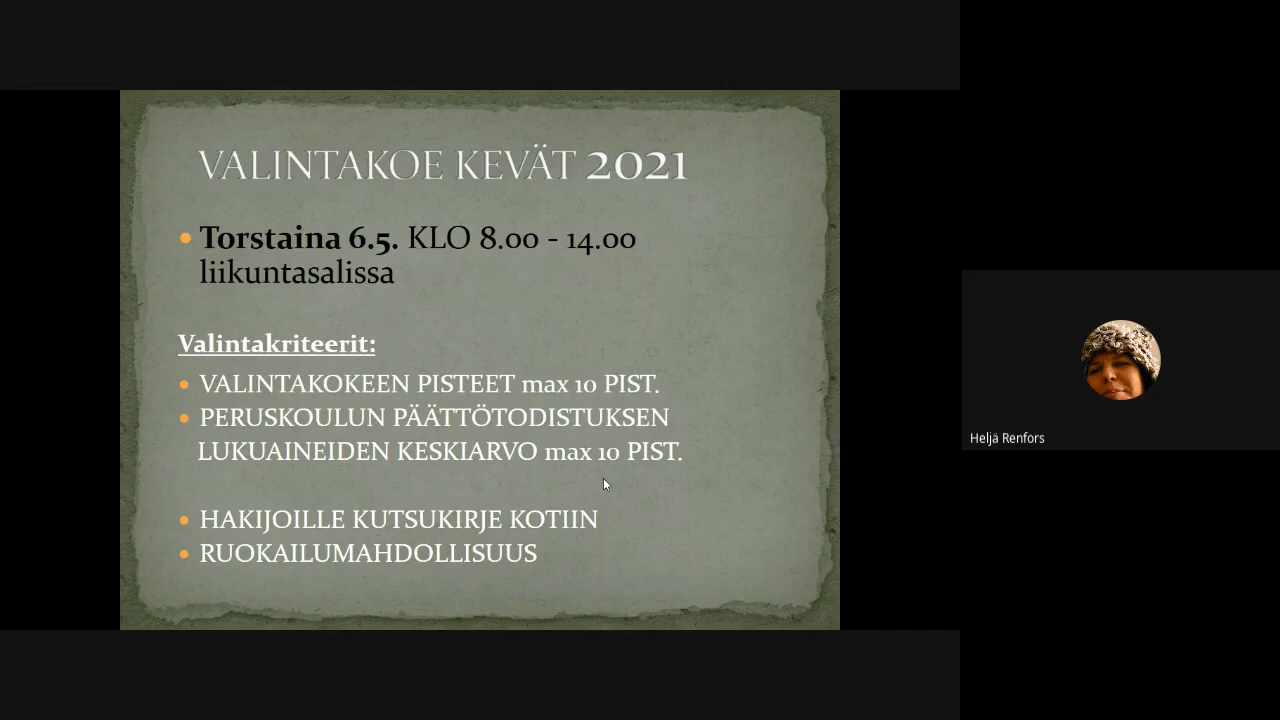 VALINTAKOE KEVÄT 2021
• Torstaina 6.5. KLO 8.00 - 14.00
liikuntasalissa
Valintakriteerit:
• VALINTAKOKEEN PISTEET max 10 PIST.
• PERUSKOULUN PÄÄTTÖTODISTUKSEN
LUKUAINEIDEN KESKIARVO max 10 PIST.
• HAKIJOILLE KUTSUKIRJE KOTIIN
• RUOKAILUMAHDOLLISUUS
Heljä Renfors